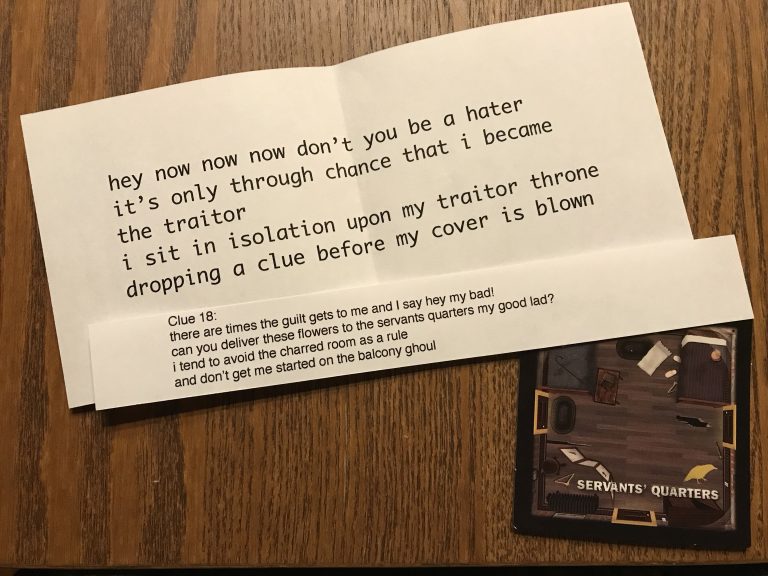 hey now now now don't you be a hater
it's only through chance that i became
the traitor
i sit in isolation upon my traitor throne
dropping a clue before my cover is blown
Clue 18:
there are times the guilt gets to me and I say hey my bad!
can you deliver these flowers to the servants quarters my good lad?
i tend to avoid the charred room as a rule
and don't get me started on the balcony ghoul
SERVANTS' QUARTERS